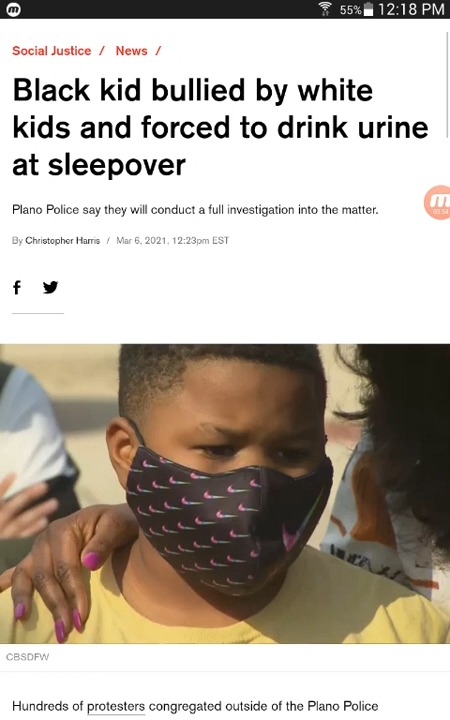 55% 12:18 PM
Social Justice / News /
Black kid bullied by white
kids and forced to drink urine
at sleepover
Plano Police say they will conduct a full investigation into the matter.
By Christopher Harris / Mar 6, 2021, 12:23pm EST
CBSDFW
Hundreds of protesters congregated outside of the Plano Police